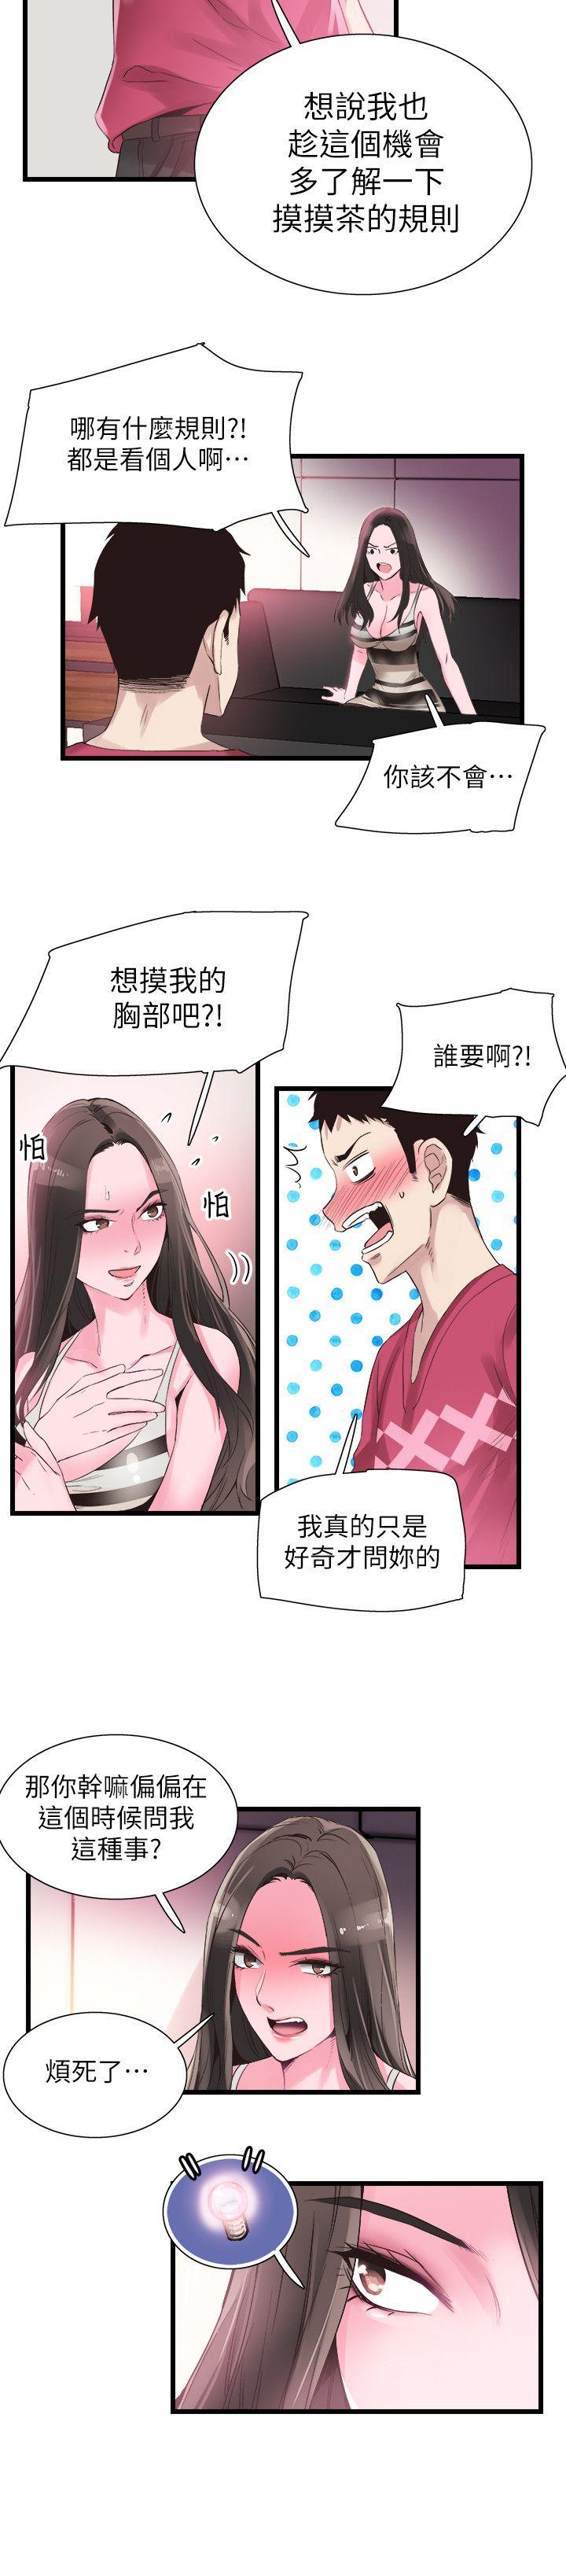 想說我也
趁這個機會
多了解一下
摸摸茶的規則
哪有什麼規則?!
都是看個人啊…
你該不會…
想摸我的
胸部吧?!
怕
怕
誰要啊?!
我真的只是
好奇才問妳的
那你幹嘛偏偏在
這個時候問我
這種事?
煩死了…